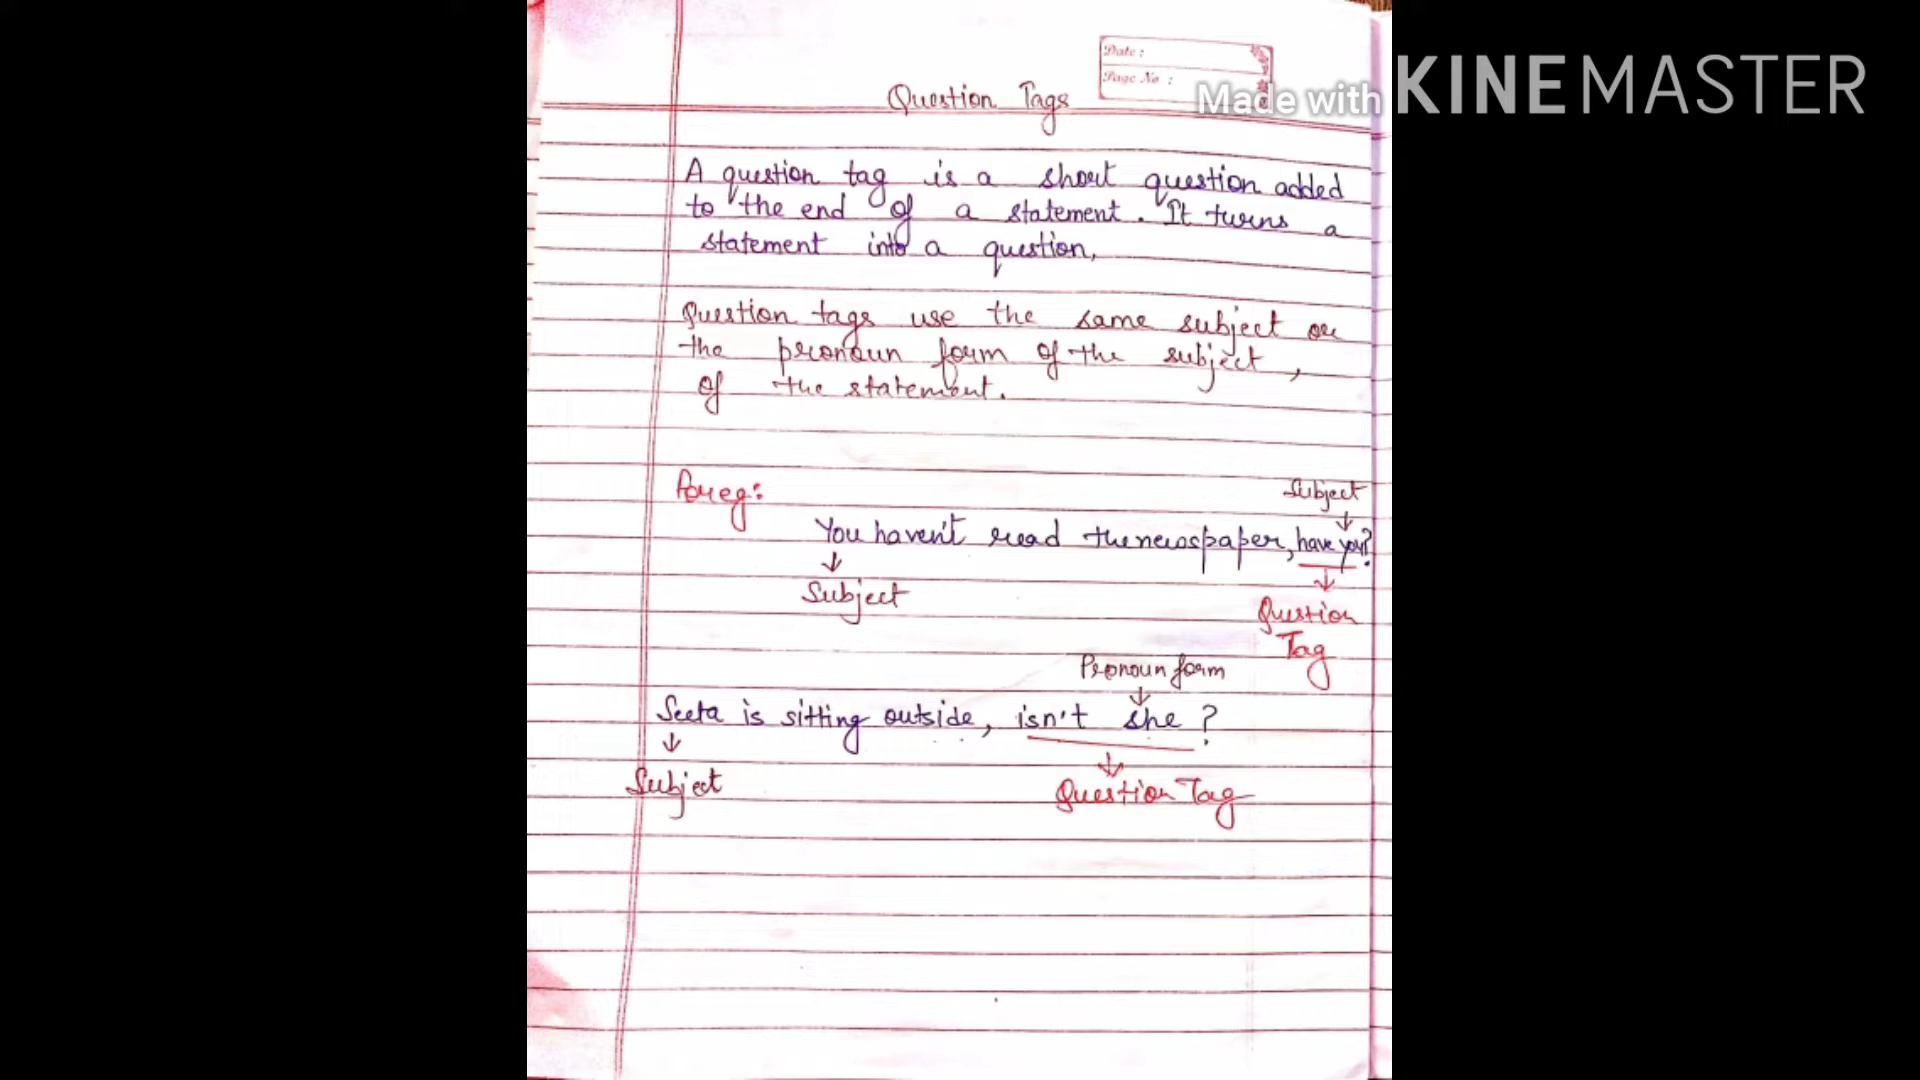 Date :
Page No :
Made with KINEMASTER
Question Tags
A question tag is a short question added
to the end of a statement. It turns a
statement into a question,
Question tags use the same subject or
the pronoun form of the subject,
of the statement.
For eg:
Subject
You haven't read the newspaper, have you?
Subject
Question
Tag
Pronoun form
Seeta is sitting outside, isn't she ?
Subject
Question Tag